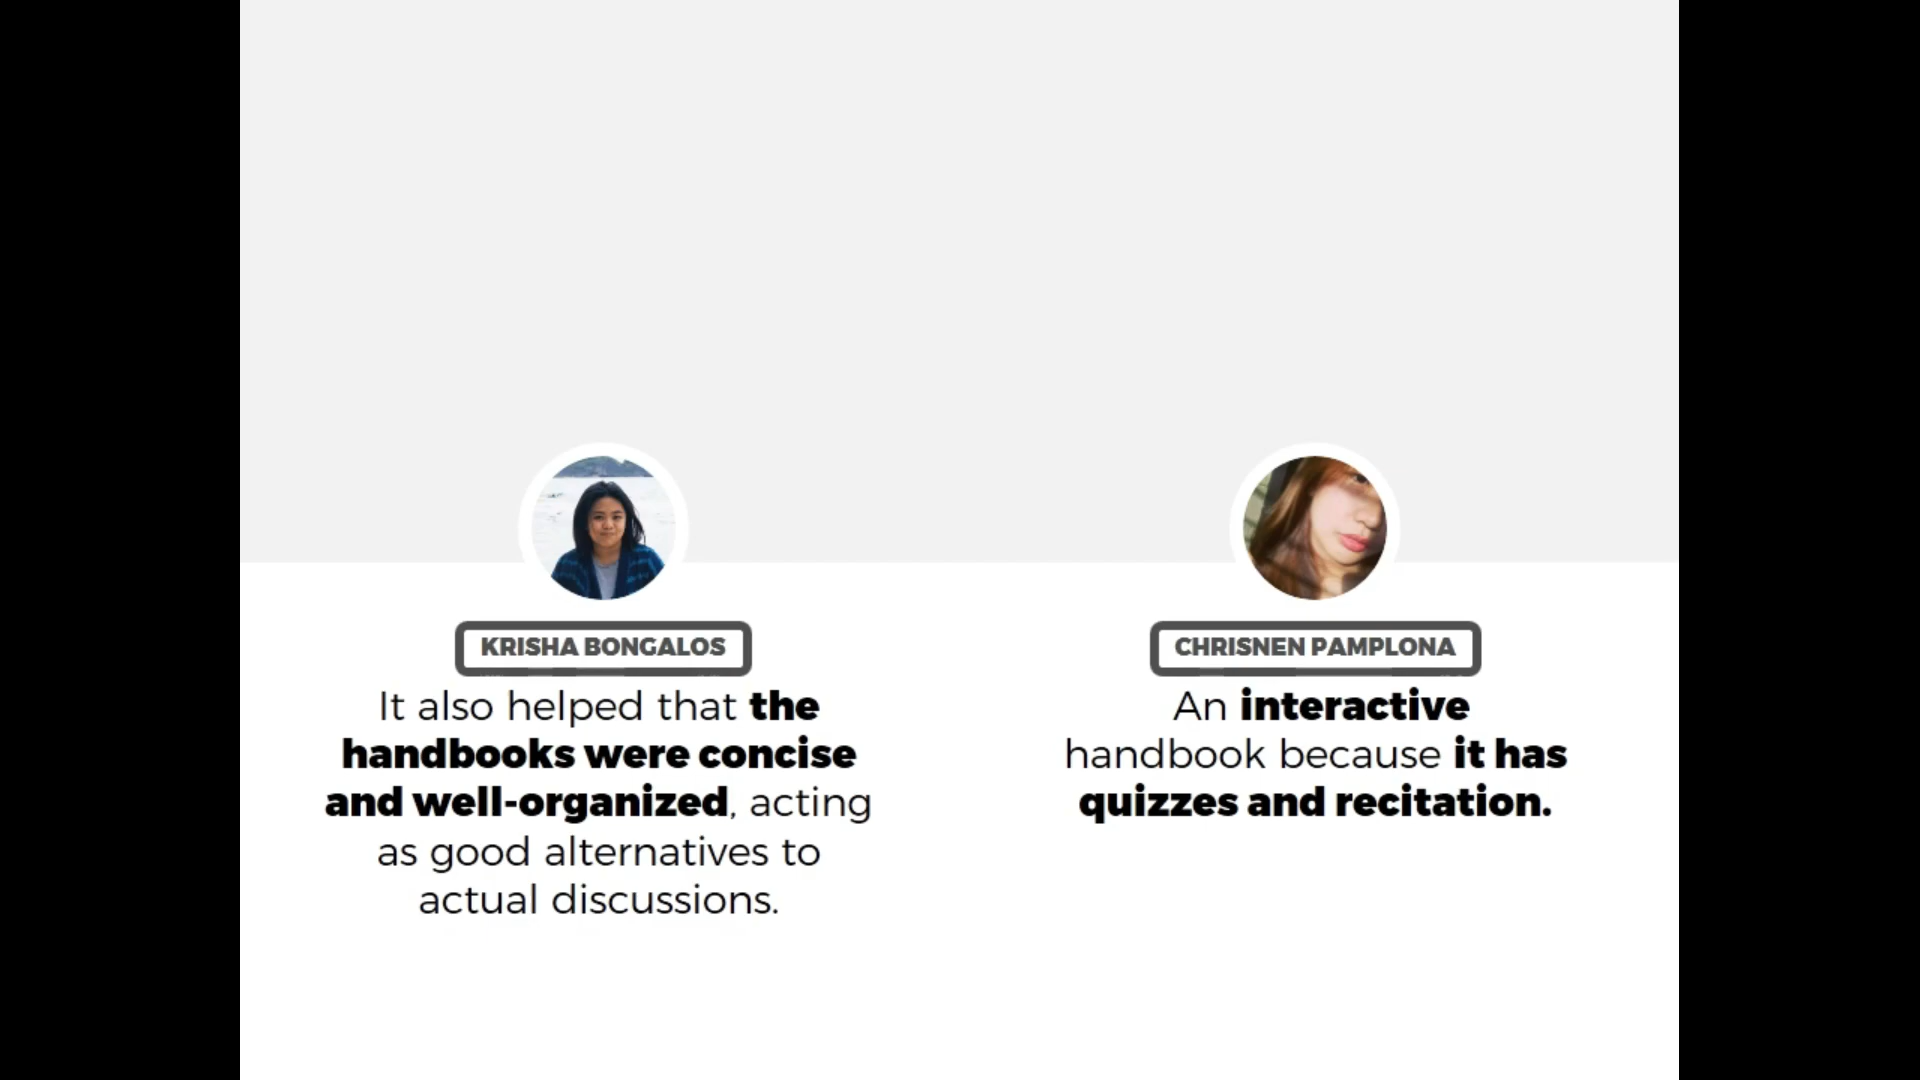 KRISHA BONGALOS
It also helped that the
handbooks were concise
and well-organized, acting
as good alternatives to
actual discussions.
CHRISNEN PAMPLONA
An interactive
handbook because it has
quizzes and recitation.